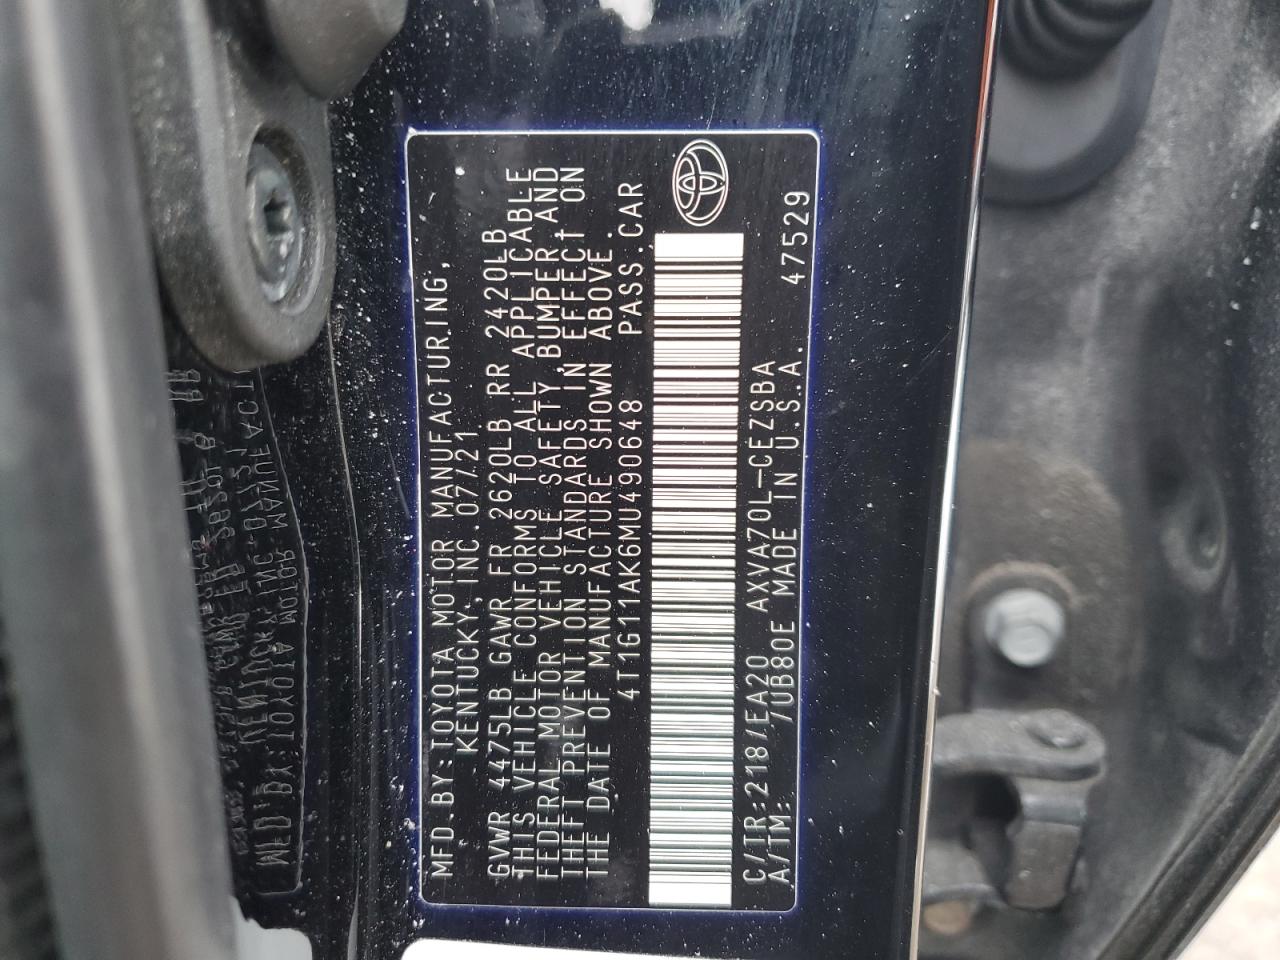 MFD.BY:TOYOTA MOTOR MANUFACTURING,
KENTUCKY, INC. 07/21
GVWR 4475LB GAWR FR 2620LB RR 2420LB
THIS VEHICLE CONFORMS TO ALL APPLICABLE
FEDERAL MOTOR VEHICLE SAFETY,BUMPER,AND
THEFT PREVENTION STANDARDS IN EFFECT ON
THE DATE OF MANUFACTURE SHOWN ABOVE.
4T1G11AK6MU490648 PASS.CAR
C/TR:218/EA20 AXVA70L-CEZSBA
A/TM: /UB80E MADE IN U.S.A. 47529